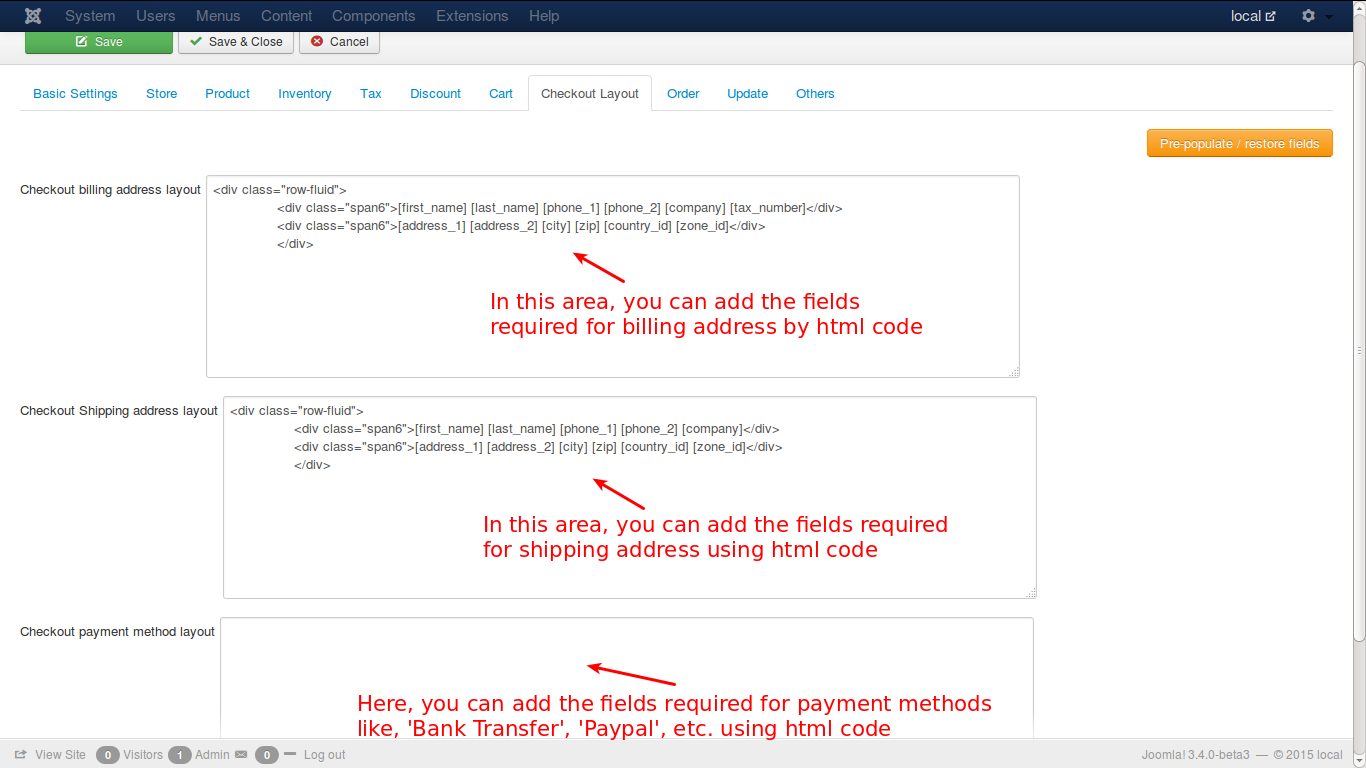 System Users Menus Content Components Extensions Help local
Save Save & Close Cancel
Basic Settings Store Product Inventory Tax Discount Cart Checkout Layout Order Update Others
Pre-populate / restore fields
Checkout billing address layout
<div class="row-fluid">
<div class="span6">[first_name] [last_name] [phone_1] [phone_2] [company] [tax_number]</div>
<div class="span6">[address_1] [address_2] [city] [zip] [country_id] [zone_id]</div>
</div>
In this area, you can add the fields
required for billing address by html code
Checkout Shipping address layout
<div class="row-fluid">
<div class="span6">[first_name] [last_name] [phone_1] [phone_2] [company]</div>
<div class="span6">[address_1] [address_2] [city] [zip] [country_id] [zone_id]</div>
</div>
In this area, you can add the fields required
for shipping address using html code
Checkout payment method layout
Here, you can add the fields required for payment methods
like, 'Bank Transfer', 'Paypal', etc. using html code
View Site 0 Visitors 1 Admin 0 Log out Joomla! 3.4.0-beta3 — © 2015 local